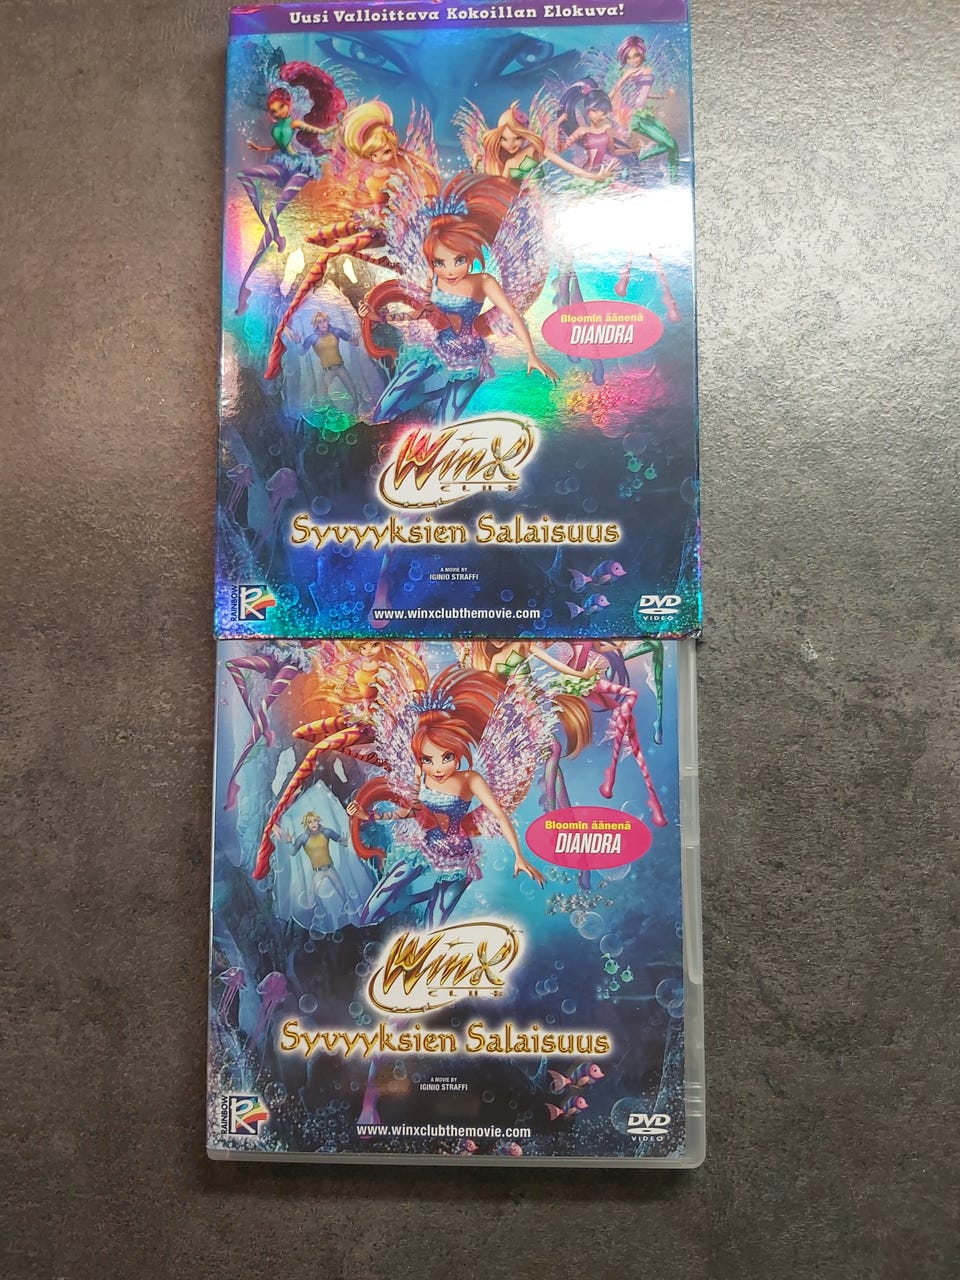 Uusi Valloittava Kokoillan Elokuva!
Bloomin äänenä
DIANDRA
Winx
CLUB
Syvyyksien Salaisuus
A MOVIE BY
IGINIO STRAFFI
www.winxclubthemovie.com
RAINBOW
R
DVD
VIDEO
Bloomin äänenä
DIANDRA
Winx
CLUB
Syvyyksien Salaisuus
A MOVIE BY
IGINIO STRAFFI
www.winxclubthemovie.com
RAINBOW
R
DVD
VIDEO